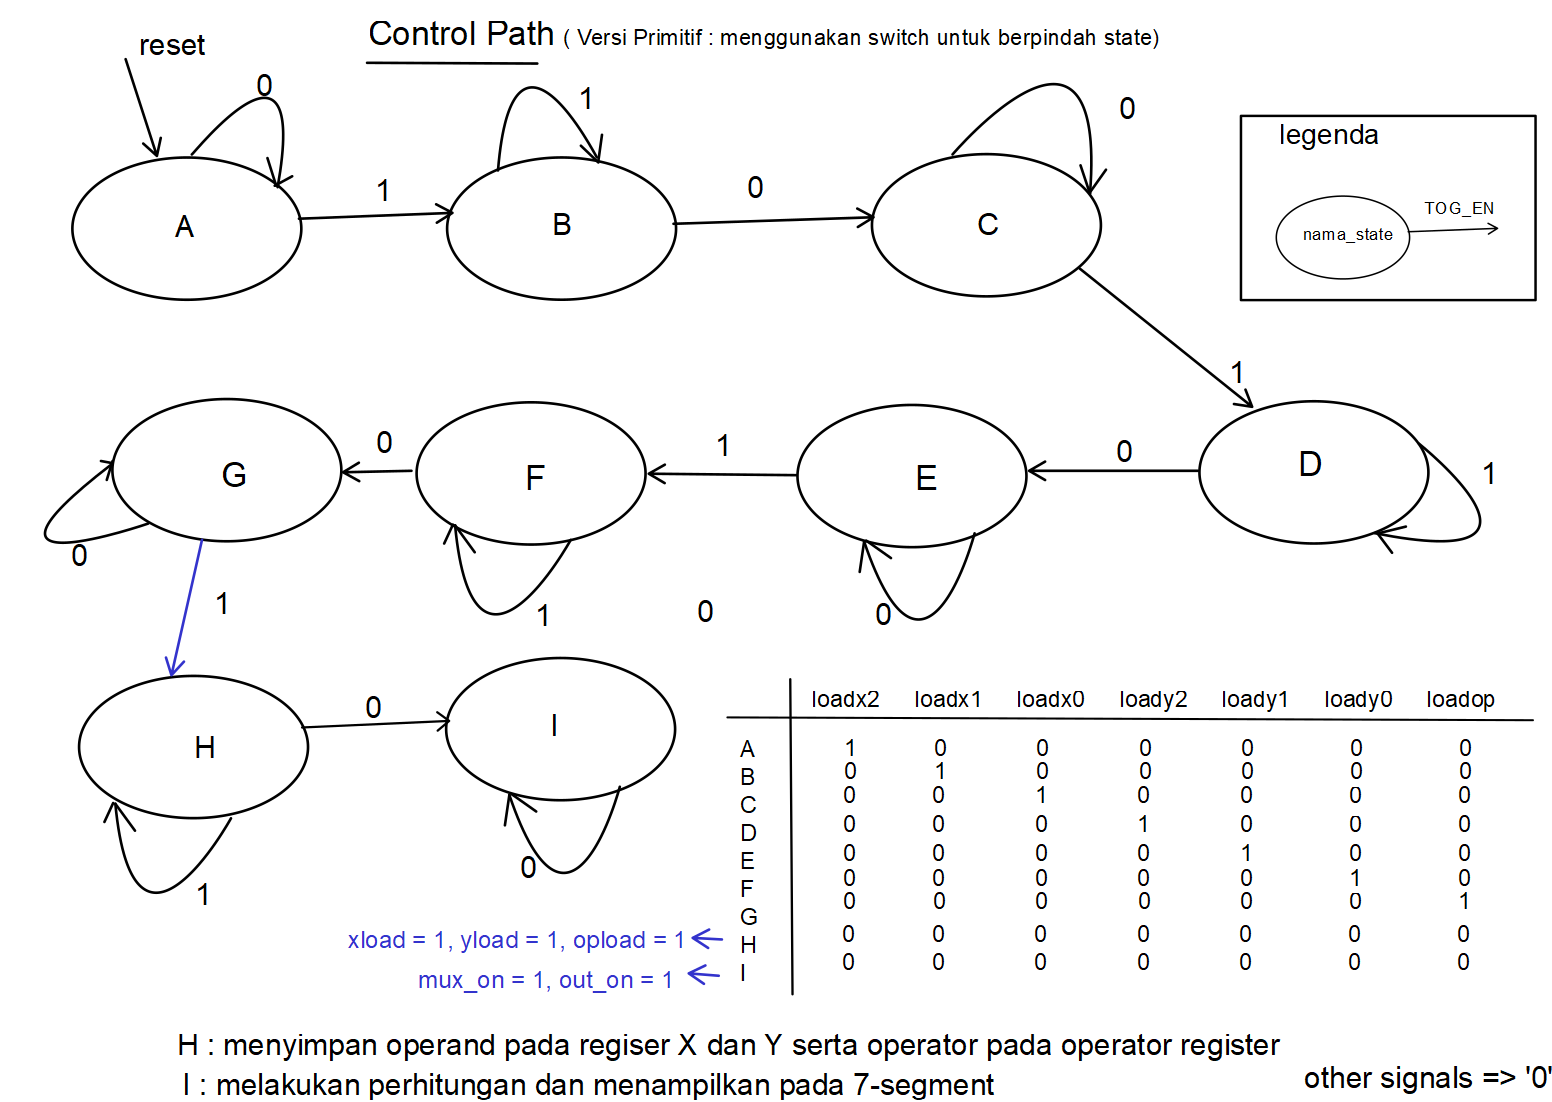 Control Path ( Versi Primitif : menggunakan switch untuk berpindah state)
reset
0
1
0
legenda
A
1
B
0
C
nama_state
TOG_EN
1
G
0
F
1
E
0
D
1
0
1
1
0
0
H
0
I
1
0
loadx2 loadx1 loadx0 loady2 loady1 loady0 loadop
A 1 0 0 0 0 0 0
B 0 1 0 0 0 0 0
C 0 0 1 0 0 0 0
D 0 0 0 1 0 0 0
E 0 0 0 0 1 0 0
F 0 0 0 0 0 1 0
G 0 0 0 0 0 0 1
xload = 1, yload = 1, opload = 1 H 0 0 0 0 0 0 0
mux_on = 1, out_on = 1 I 0 0 0 0 0 0 0
H : menyimpan operand pada regiser X dan Y serta operator pada operator register
I : melakukan perhitungan dan menampilkan pada 7-segment
other signals => '0'